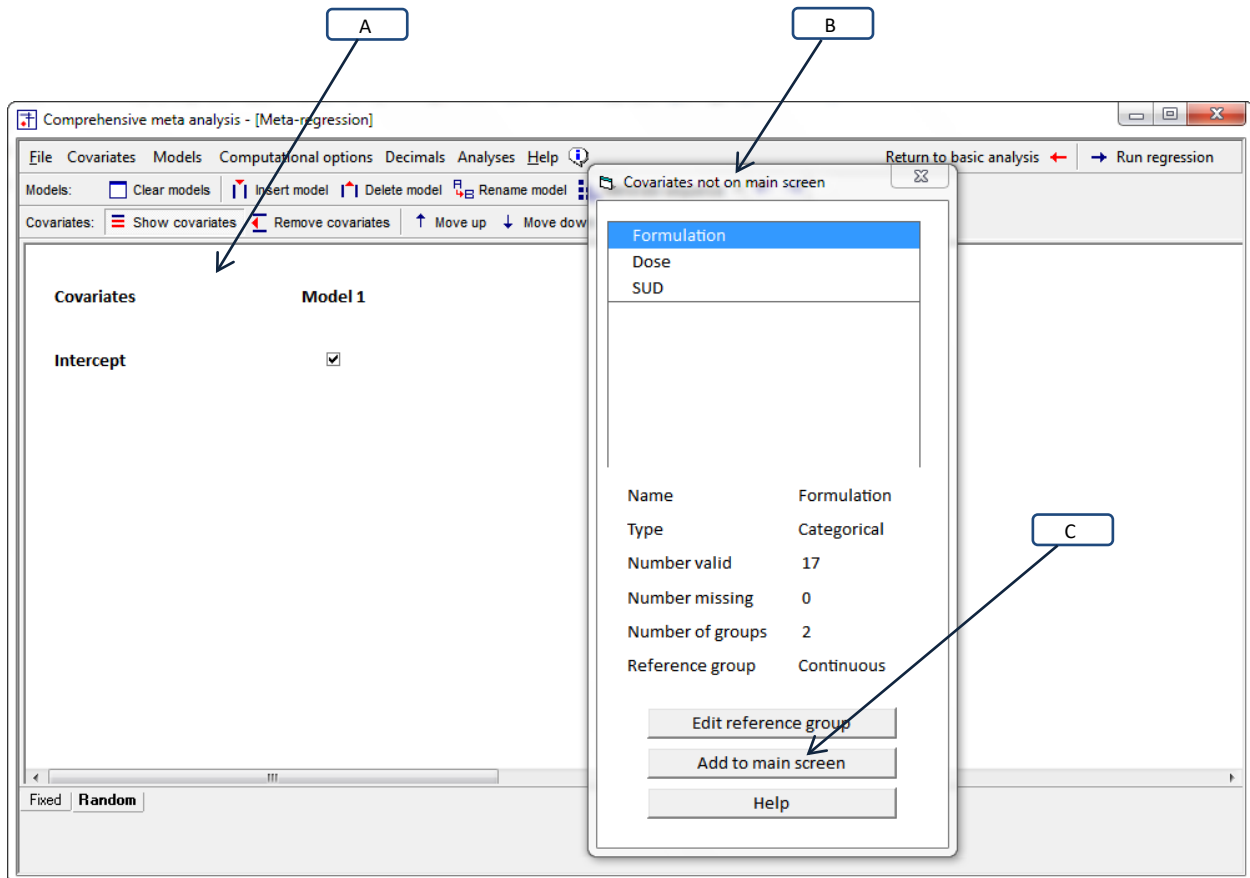 A
B
Comprehensive meta analysis - [Meta-regression]
File Covariates Models Computational options Decimals Analyses Help
Return to basic analysis Run regression
Models: Clear models Insert model Delete model Rename model
Covariates: Show covariates Remove covariates Move up Move dow
Covariates Model 1
Intercept
Covariates not on main screen
Formulation
Dose
SUD
Name Formulation
Type Categorical
Number valid 17
Number missing 0
Number of groups 2
Reference group Continuous
C
Edit reference group
Add to main screen
Help
Fixed Random